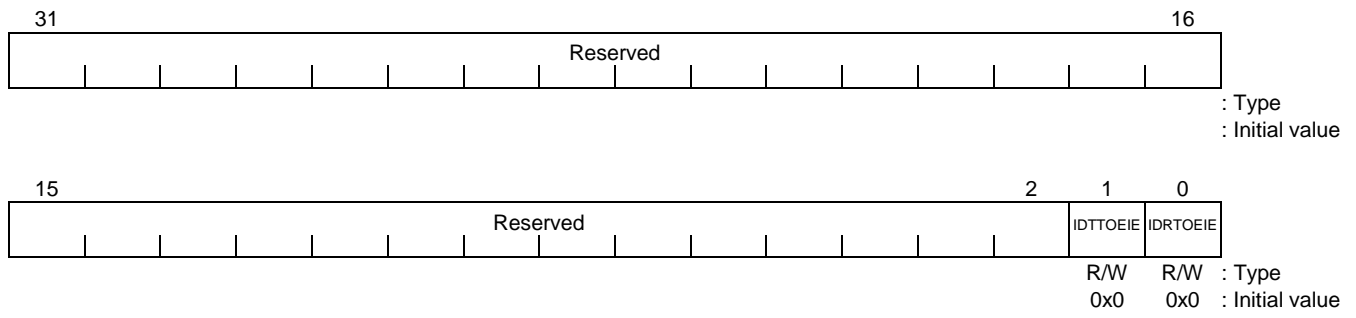 31 16
Reserved
: Type
: Initial value
15 2 1 0
Reserved IDTTOEIE IDRTOEIE
R/W R/W : Type
0x0 0x0 : Initial value